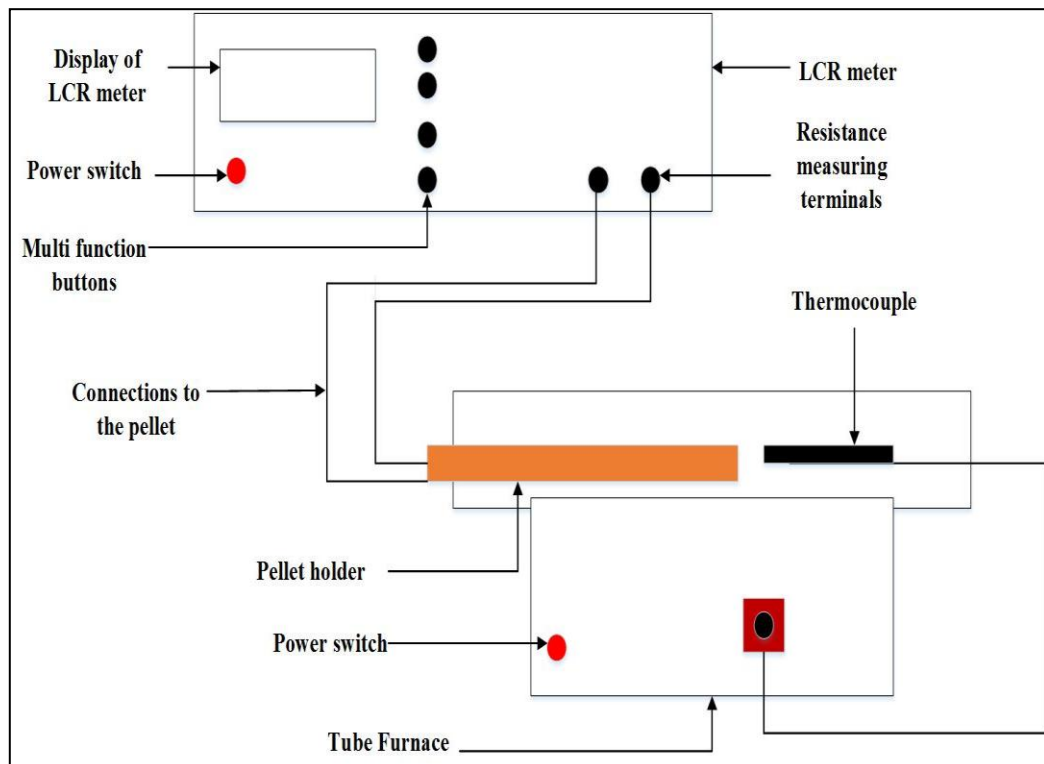 Display of
LCR meter
LCR meter
Power switch
Resistance
measuring
terminals
Multi function
buttons
Thermocouple
Connections to
the pellet
Pellet holder
Power switch
Tube Furnace